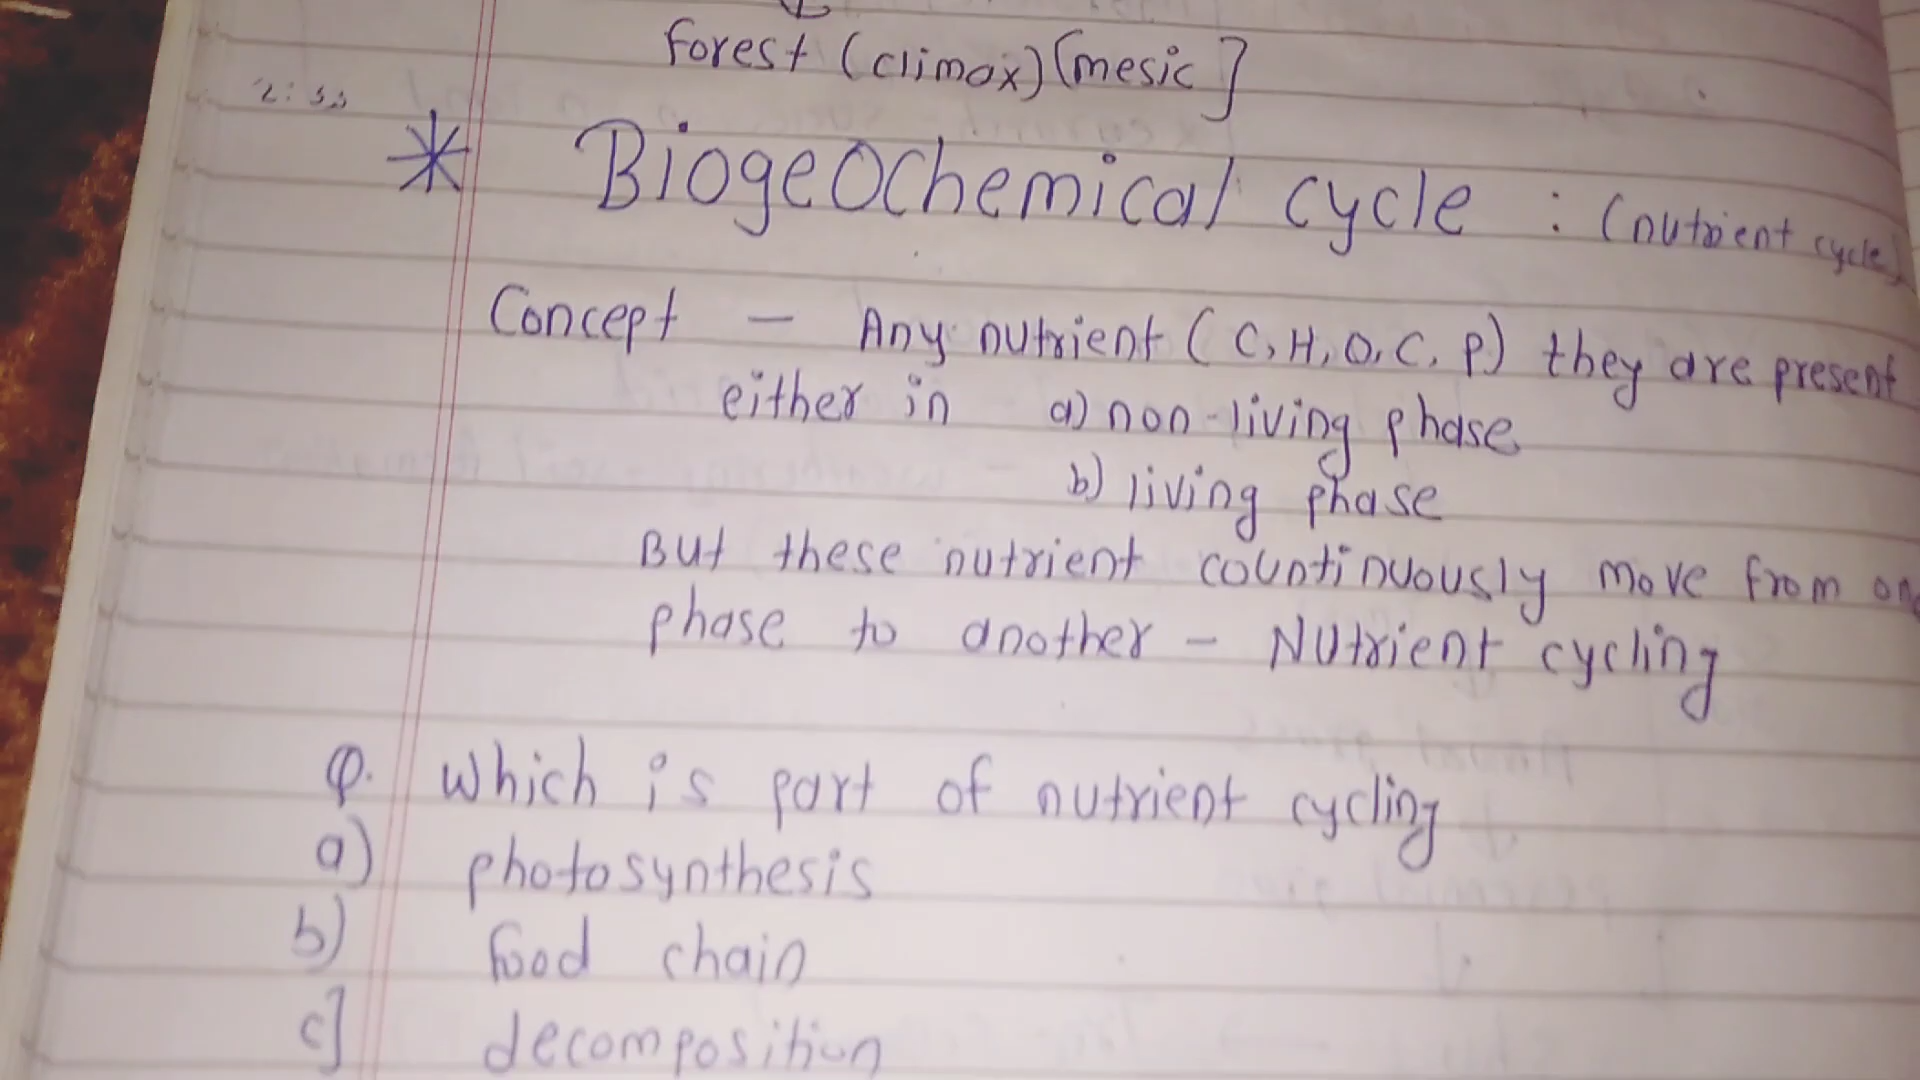 forest (climax) [mesic]
2:33
* Biogeochemical cycle : (nutrient cycle)
Concept — Any nutrient (C, H, O, C, P) they are present
either in a) non-living phase
b) living phase
But these nutrient countinuously move from
phase to another - Nutrient cycling
Q. Which is part of nutrient cycling
a) photosynthesis
b) food chain
c] decomposition